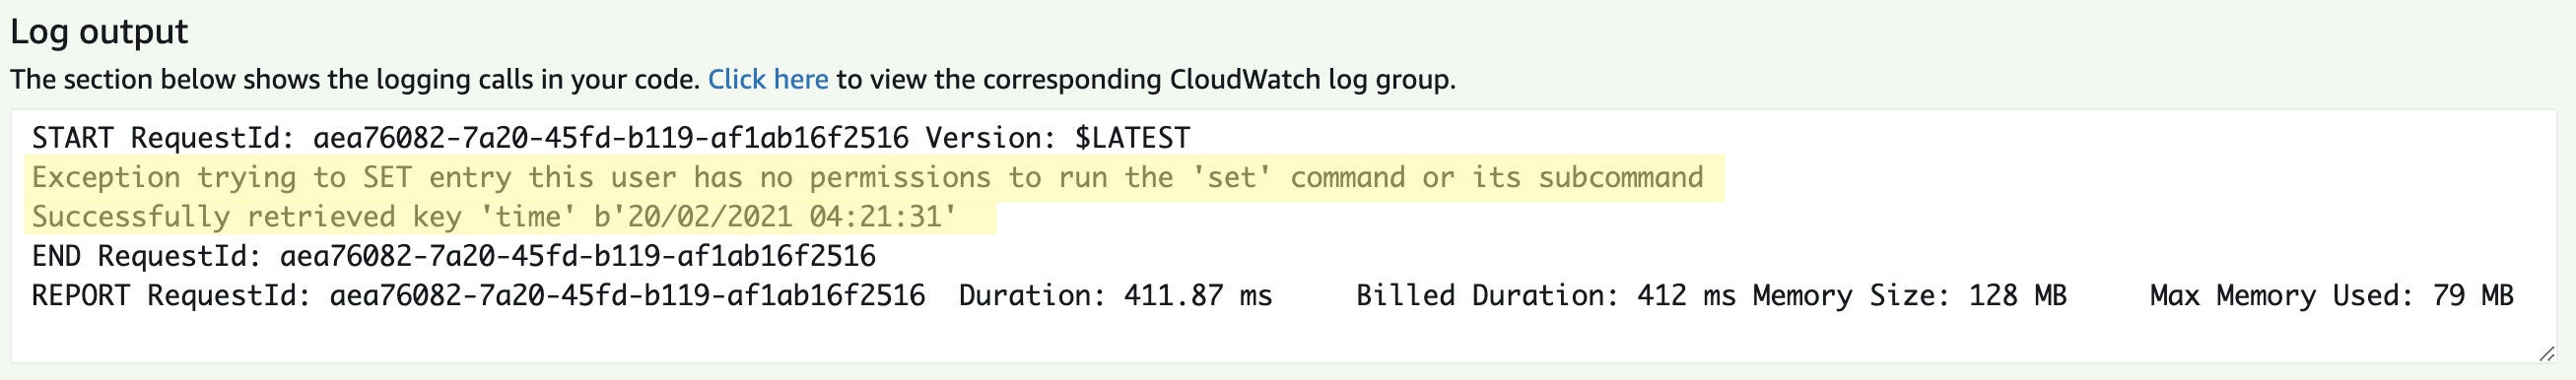 Log output
The section below shows the logging calls in your code. Click here to view the corresponding CloudWatch log group.
START RequestId: aea76082-7a20-45fd-b119-af1ab16f2516 Version: $LATEST
Exception trying to SET entry this user has no permissions to run the 'set' command or its subcommand
Successfully retrieved key 'time' b'20/02/2021 04:21:31'
END RequestId: aea76082-7a20-45fd-b119-af1ab16f2516
REPORT RequestId: aea76082-7a20-45fd-b119-af1ab16f2516 Duration: 411.87 ms Billed Duration: 412 ms Memory Size: 128 MB Max Memory Used: 79 MB